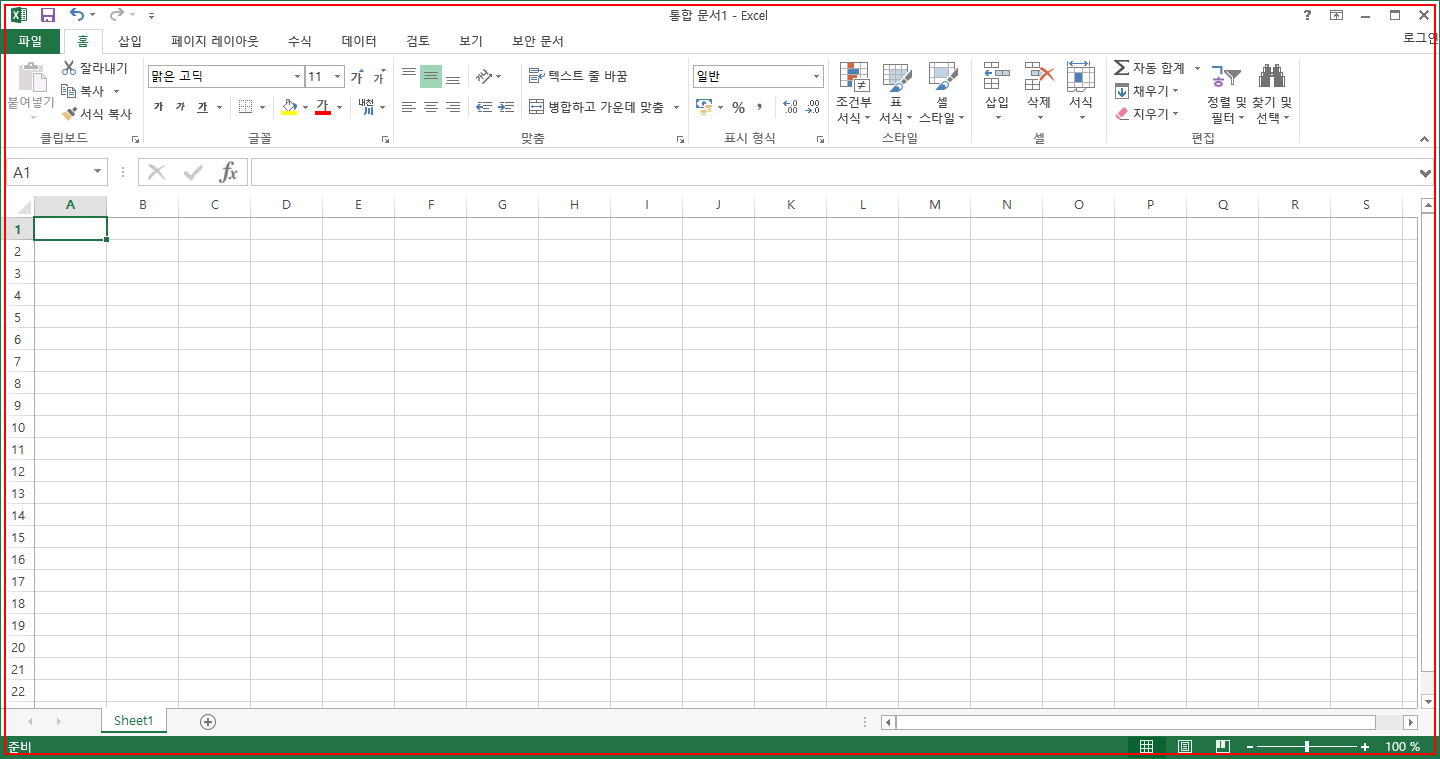 통합 문서1 - Excel
?
파일 홈 삽입 페이지 레이아웃 수식 데이터 검토 보기 보안 문서 로그인
붙여넣기
잘라내기
복사
서식 복사
클립보드
맑은 고딕 11 가 가
가 가 가 가 내천
글꼴
텍스트 줄 바꿈
병합하고 가운데 맞춤
맞춤
일반
% , .00 .00
표시 형식
조건부
서식
표
서식
셀
스타일
스타일
삽입 삭제 서식
셀
자동 합계
채우기
지우기
정렬 및
필터
찾기 및
선택
편집
A1 fx
A B C D E F G H I J K L M N O P Q R S
1
2
3
4
5
6
7
8
9
10
11
12
13
14
15
16
17
18
19
20
21
22
Sheet1
준비 100 %